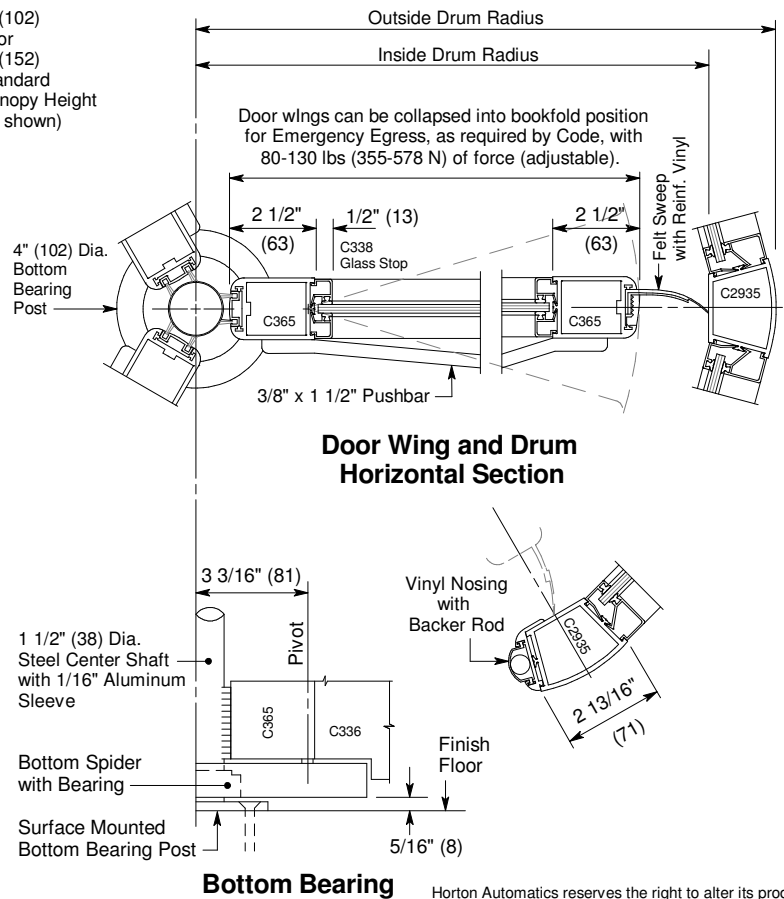 (102)
or
(152)
andard
nopy Height
shown)
Outside Drum Radius
Inside Drum Radius
Door wIngs can be collapsed into bookfold position
for Emergency Egress, as required by Code, with
80-130 lbs (355-578 N) of force (adjustable).
2 1/2"
(63)
1/2" (13)
C338
Glass Stop
2 1/2"
(63)
Felt Sweep
with Reinf. Vinyl
4" (102) Dia.
Bottom
Bearing
Post
C365
C365
C2935
3/8" x 1 1/2" Pushbar
Door Wing and Drum
Horizontal Section
3 3/16" (81)
Vinyl Nosing
with
Backer Rod
C2935
2 13/16"
(71)
1 1/2" (38) Dia.
Steel Center Shaft
with 1/16" Aluminum
Sleeve
Pivot
C365
C336
Finish
Floor
Bottom Spider
with Bearing
Surface Mounted
Bottom Bearing Post
5/16" (8)
Bottom Bearing
Horton Automatics reserves the right to alter its proc